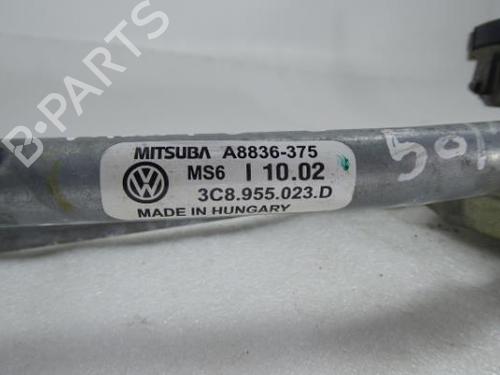 MITSUBA A8836-375
MS6 I 10.02
3C8.955.023.D
MADE IN HUNGARY
B-PARTS